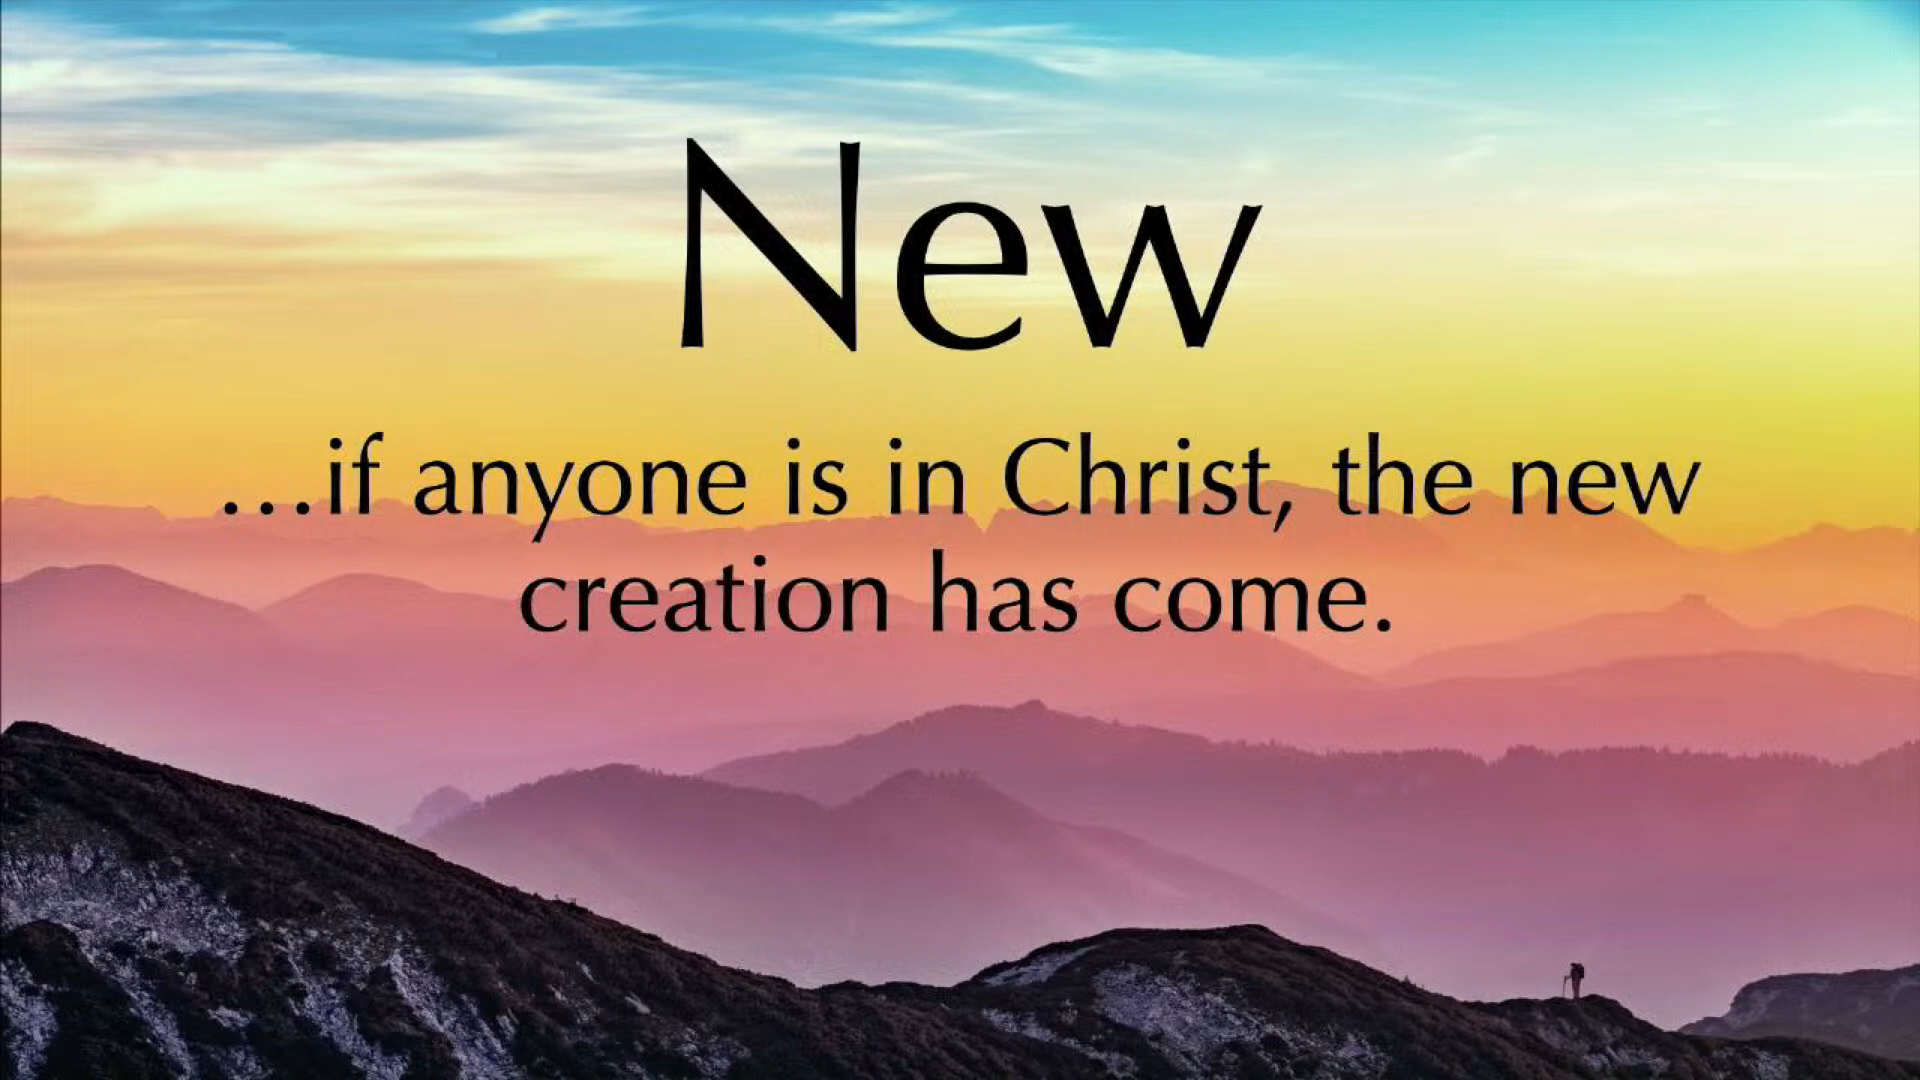 New
...if anyone is in Christ, the new
creation has come.